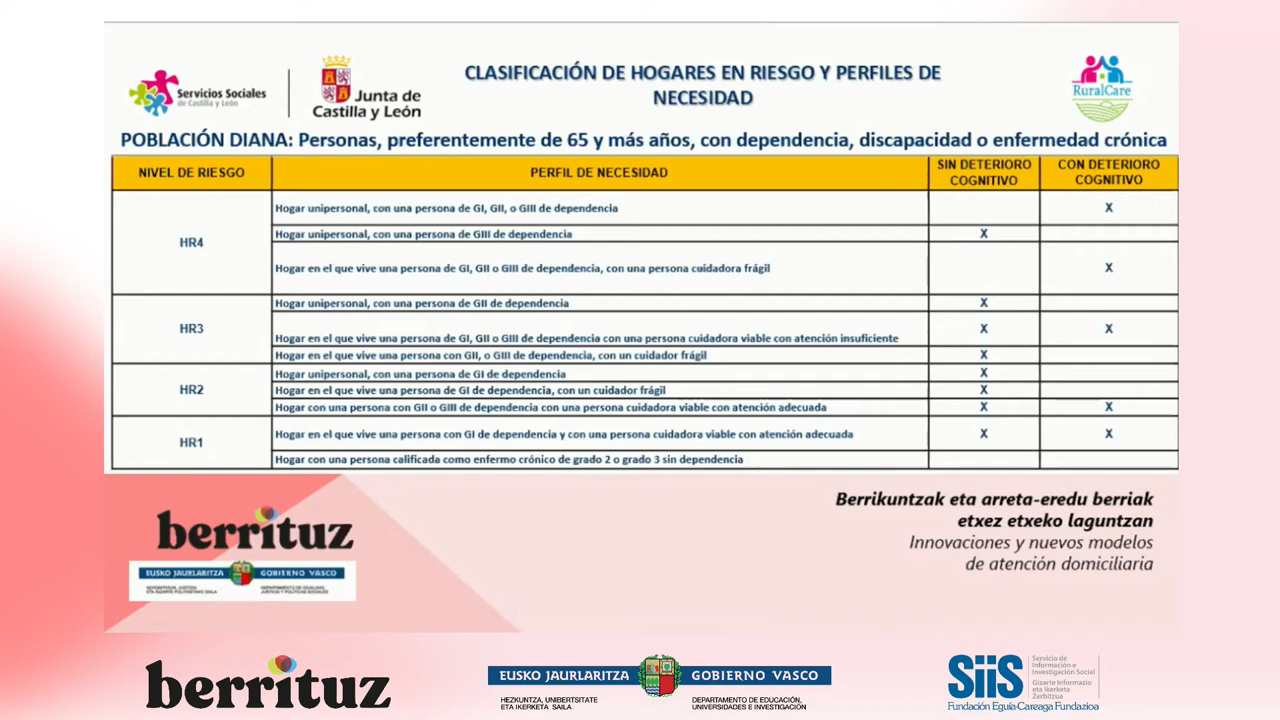 Servicios Sociales
de Castilla y León
Junta de
Castilla y León
CLASIFICACIÓN DE HOGARES EN RIESGO Y PERFILES DE
NECESIDAD
RuralCare
POBLACIÓN DIANA: Personas, preferentemente de 65 y más años, con dependencia, discapacidad o enfermedad crónica
NIVEL DE RIESGO
PERFIL DE NECESIDAD
SIN DETERIORO
COGNITIVO
CON DETERIORO
COGNITIVO
HR4
Hogar unipersonal, con una persona de GI, GII, o GIII de dependencia
X
Hogar unipersonal, con una persona de GIII de dependencia
X
Hogar en el que vive una persona de GI, GII o GIII de dependencia, con una persona cuidadora frágil
X
HR3
Hogar unipersonal, con una persona de GII de dependencia
X
Hogar en el que vive una persona de GI, GII o GIII de dependencia con una persona cuidadora viable con atención insuficiente
X X
Hogar en el que vive una persona con GII, o GIII de dependencia, con un cuidador frágil
X
HR2
Hogar unipersonal, con una persona de GI de dependencia
X
Hogar en el que vive una persona de GI de dependencia, con un cuidador frágil
X
Hogar con una persona con GII o GIII de dependencia con una persona cuidadora viable con atención adecuada
X X
HR1
Hogar en el que vive una persona con GI de dependencia y con una persona cuidadora viable con atención adecuada
X X
Hogar con una persona calificada como enfermo crónico de grado 2 o grado 3 sin dependencia
berrituz
EUSKO JAURLARITZA GOBIERNO VASCO
BERDINTASUN, JUSTIZIA
ETA GIZARTE POLITIKETAKO SAILA
DEPARTAMENTO DE IGUALDAD,
JUSTICIA Y POLÍTICAS SOCIALES
Berrikuntzak eta arreta-eredu berriak
etxez etxeko laguntzan
Innovaciones y nuevos modelos
de atención domiciliaria
berrituz
EUSKO JAURLARITZA GOBIERNO VASCO
HEZKUNTZA, UNIBERTSITATE
ETA IKERKETA SAILA
DEPARTAMENTO DE EDUCACIÓN,
UNIVERSIDADES E INVESTIGACIÓN
SiiS
Servicio de
Información e
Investigación Social
Gizarte Informazio
eta Ikerketa
Zerbitzua
Fundación Eguía-Careaga Fundazioa